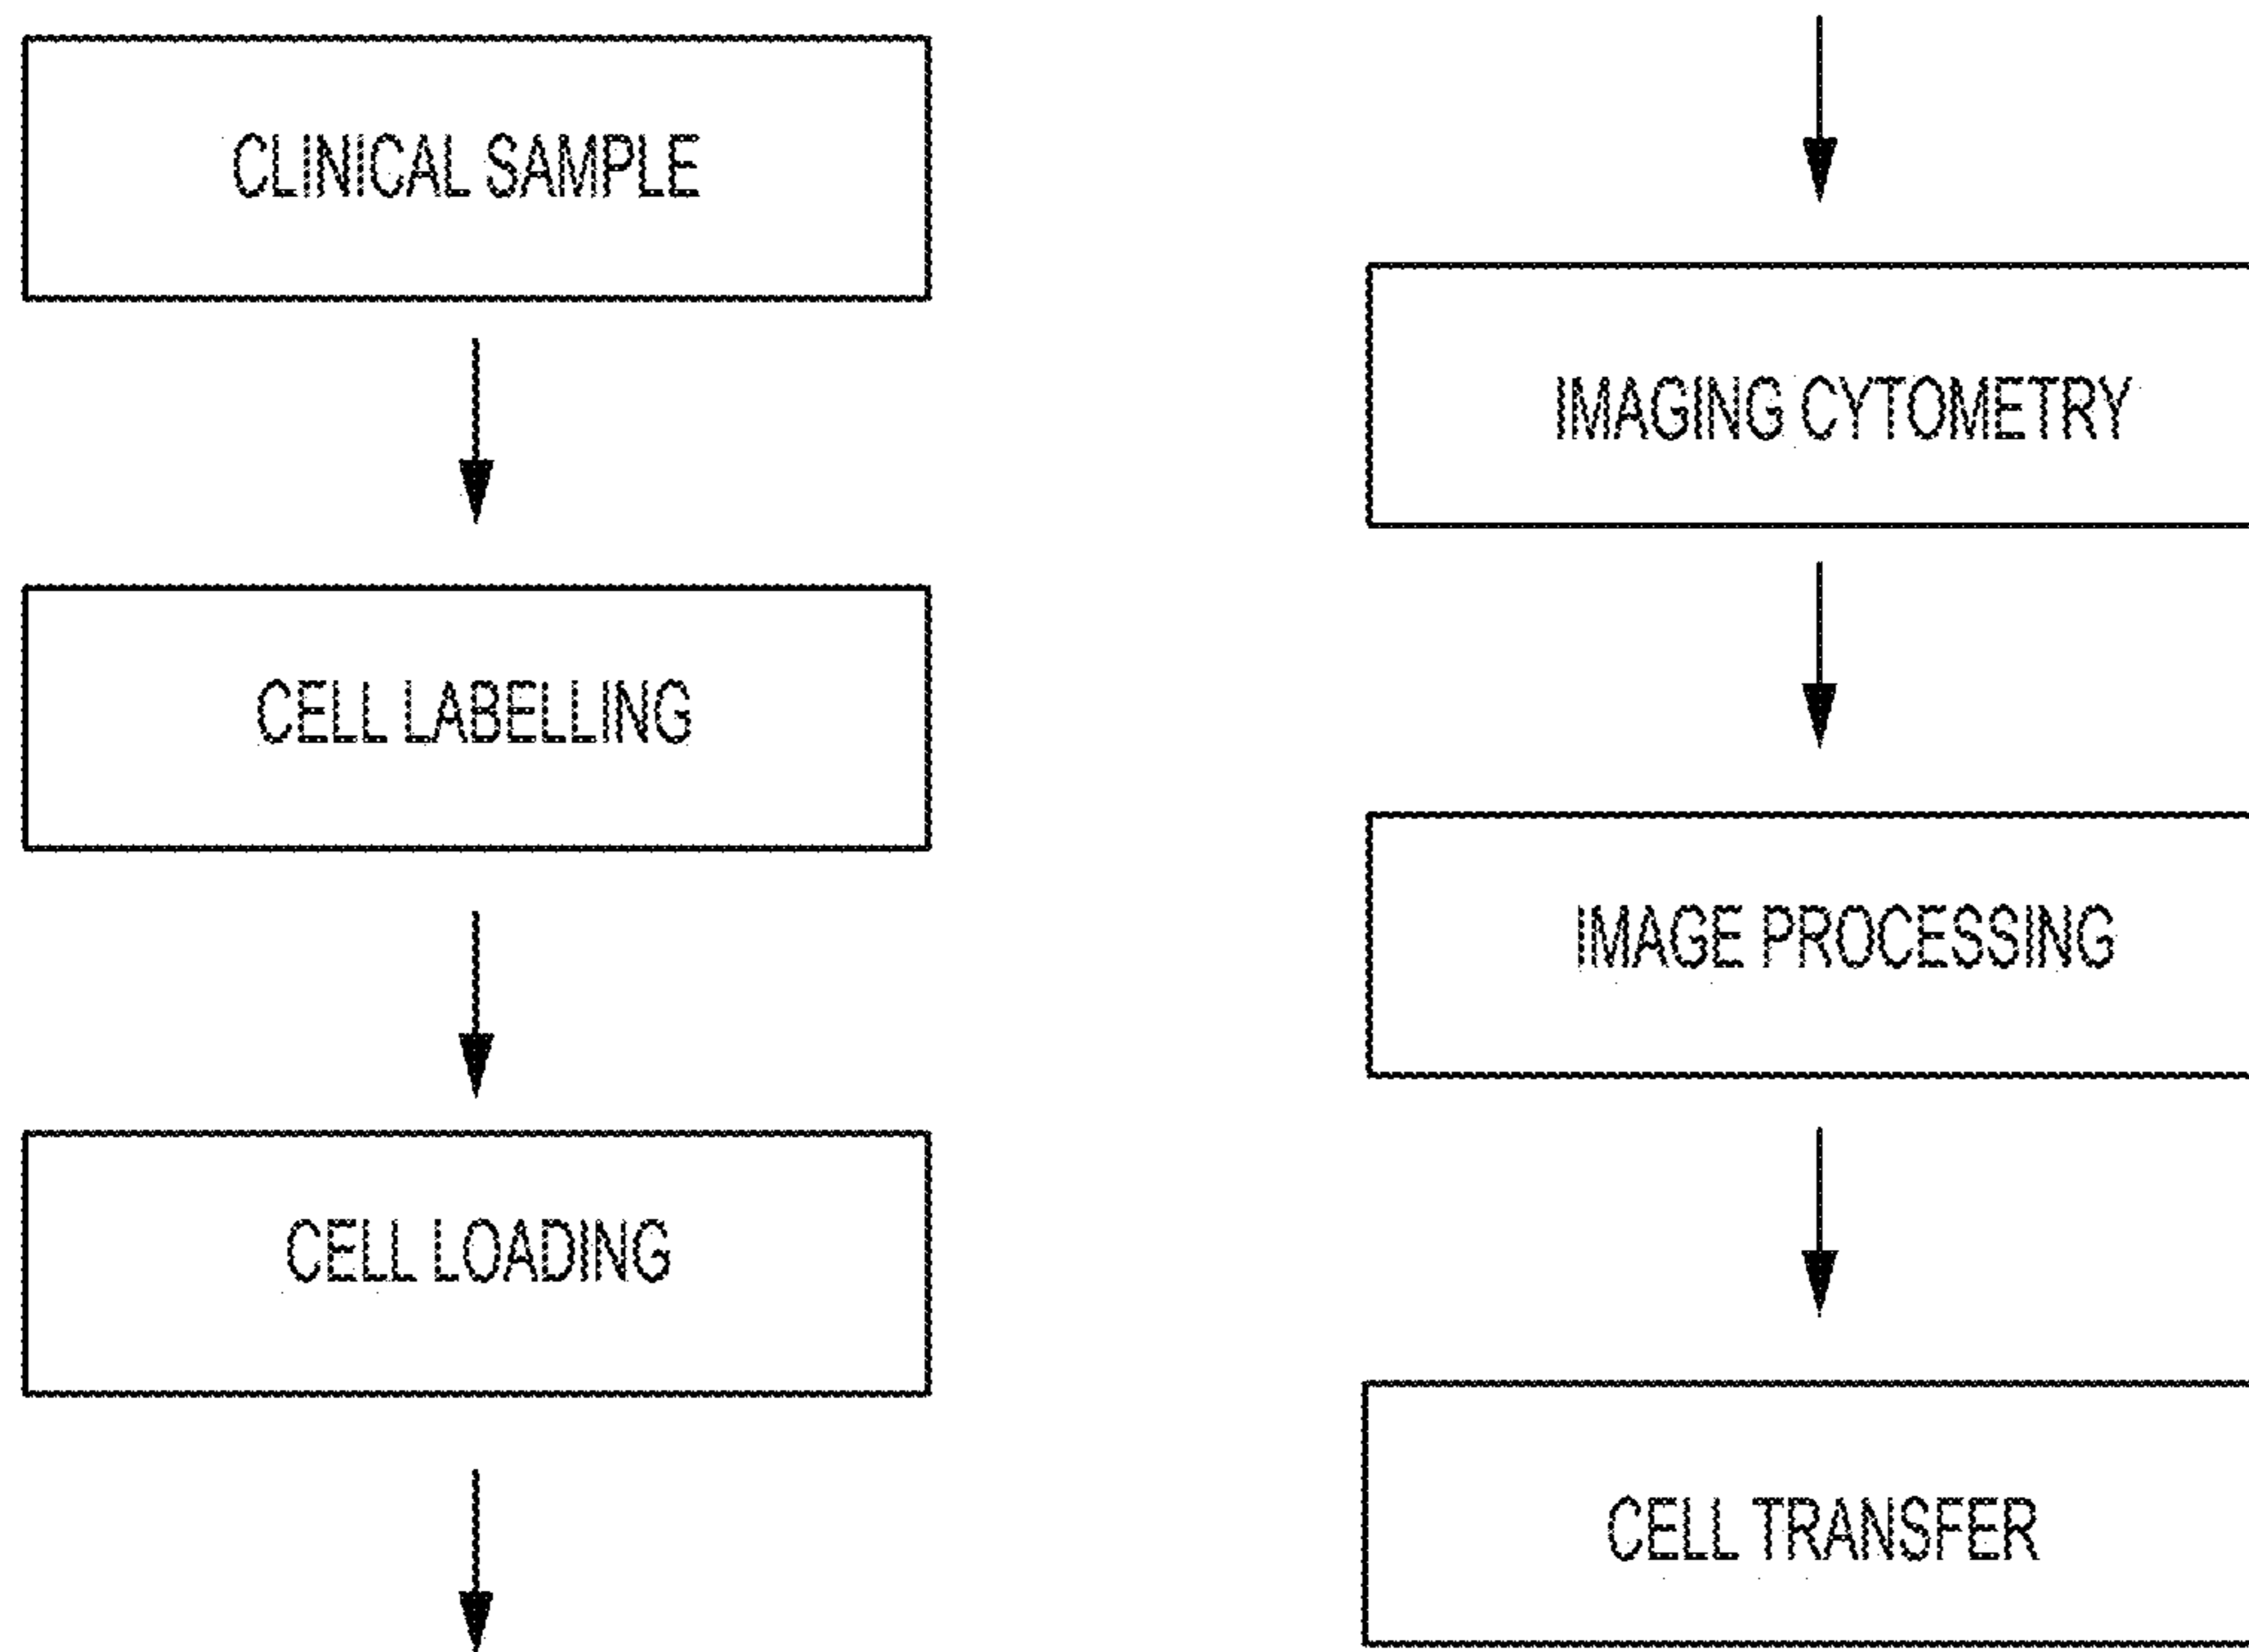 CLINICAL SAMPLE
CELL LABELLING
CELL LOADING
IMAGING CYTOMETRY
IMAGE PROCESSING
CELL TRANSFER